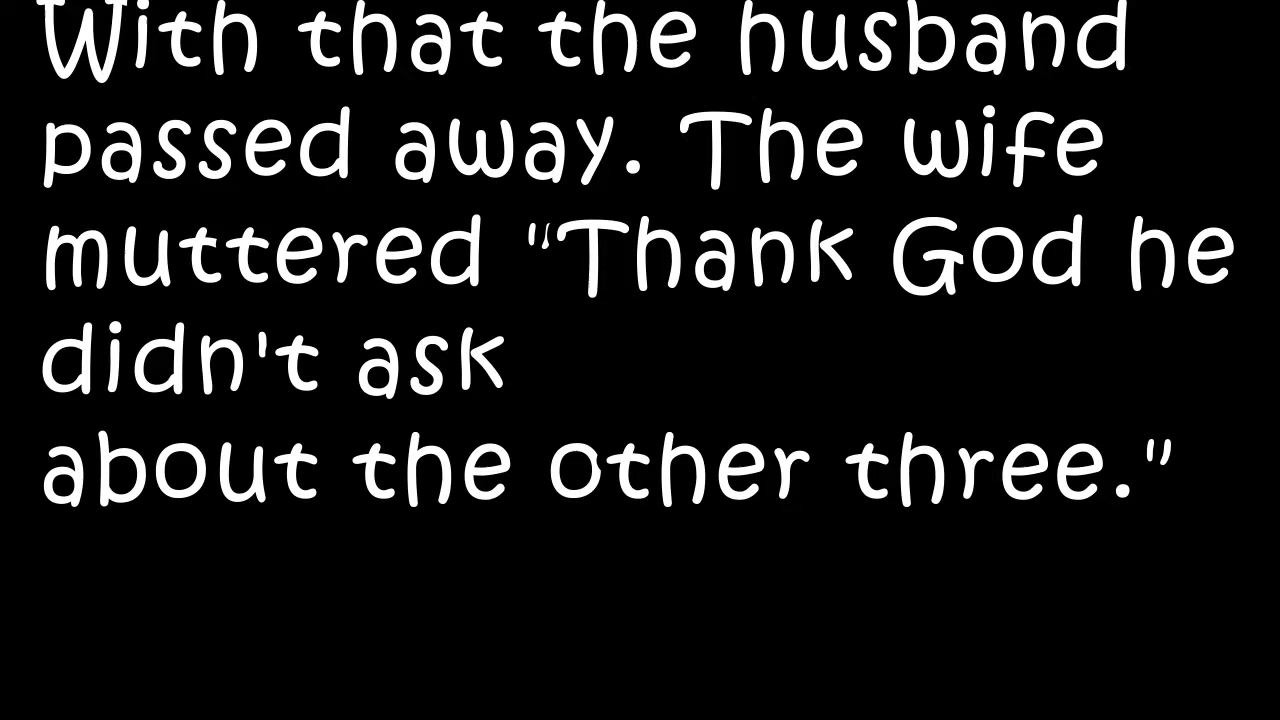 With that the husband
passed away. The wife
muttered "Thank God he
didn't ask
about the other three."